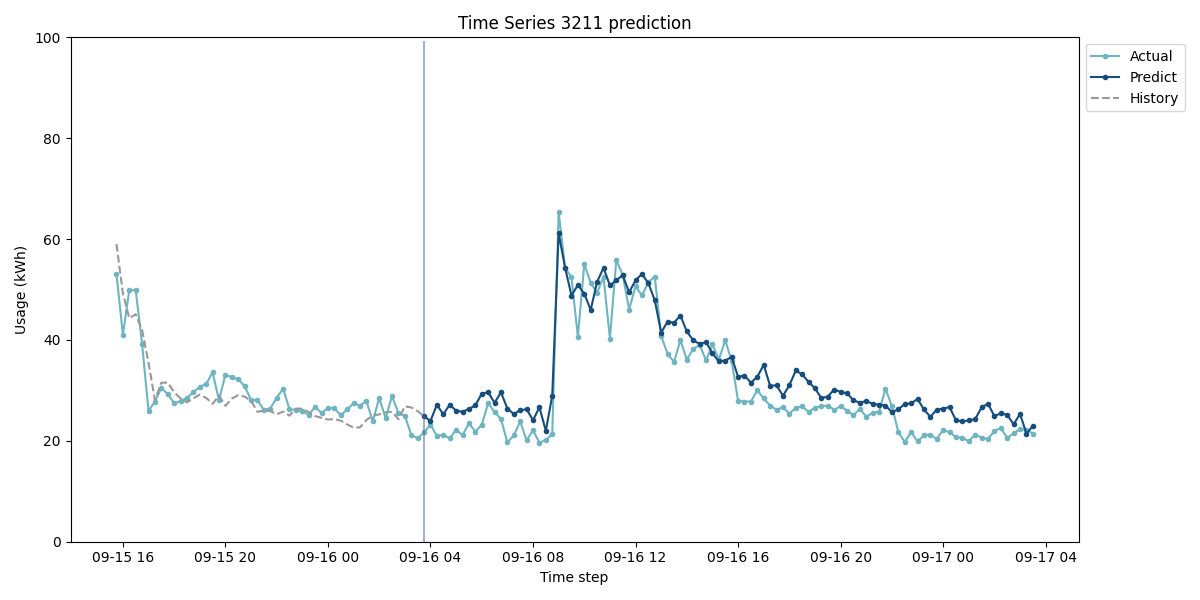 Time Series 3211 prediction
100
80
60
40
20
0
Usage (kWh)
09-15 16
09-15 20
09-16 00
09-16 04
09-16 08
09-16 12
09-16 16
09-16 20
09-17 00
09-17 04
Time step
Actual
Predict
History